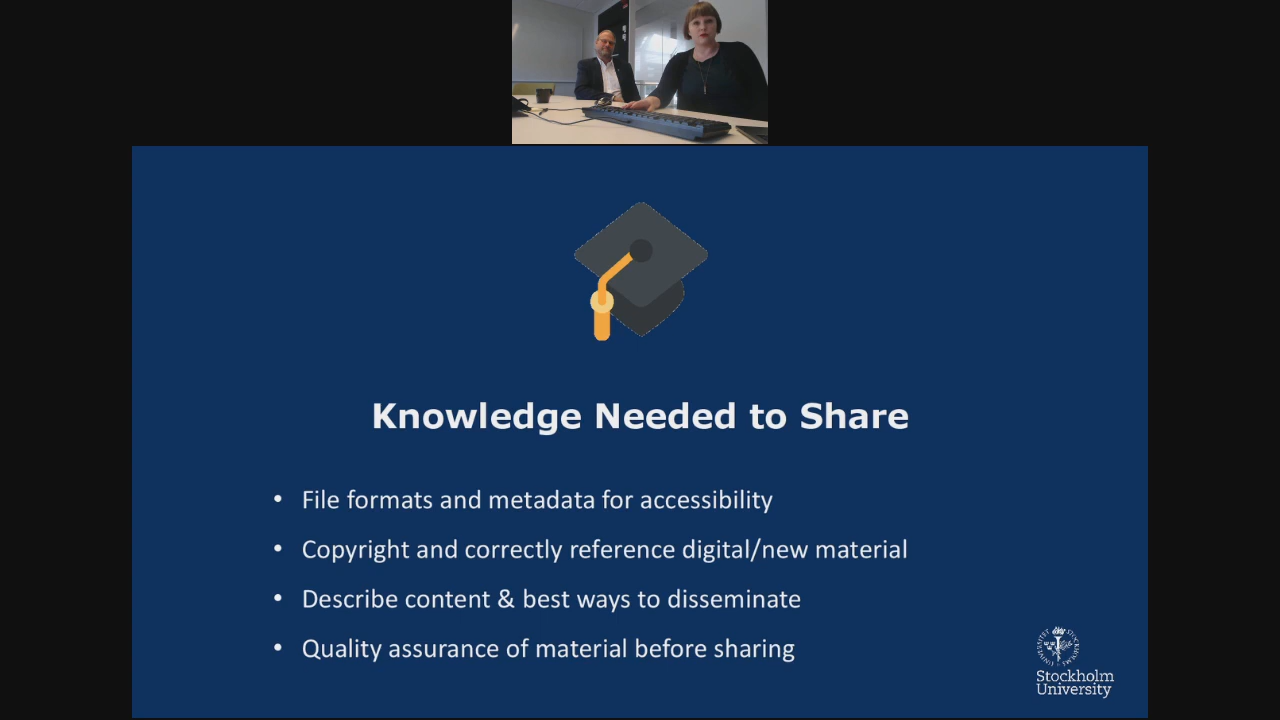 Knowledge Needed to Share
• File formats and metadata for accessibility
• Copyright and correctly reference digital/new material
• Describe content & best ways to disseminate
• Quality assurance of material before sharing
Stockholm
University